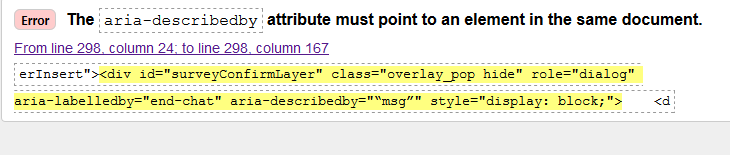 Error The aria-describedby attribute must point to an element in the same document.
From line 298, column 24; to line 298, column 167
erInsert"><div id="surveyConfirmLayer" class="overlay_pop hide" role="dialog"
aria-labelledby="end-chat" aria-describedby="“msg”" style="display: block;"> <d